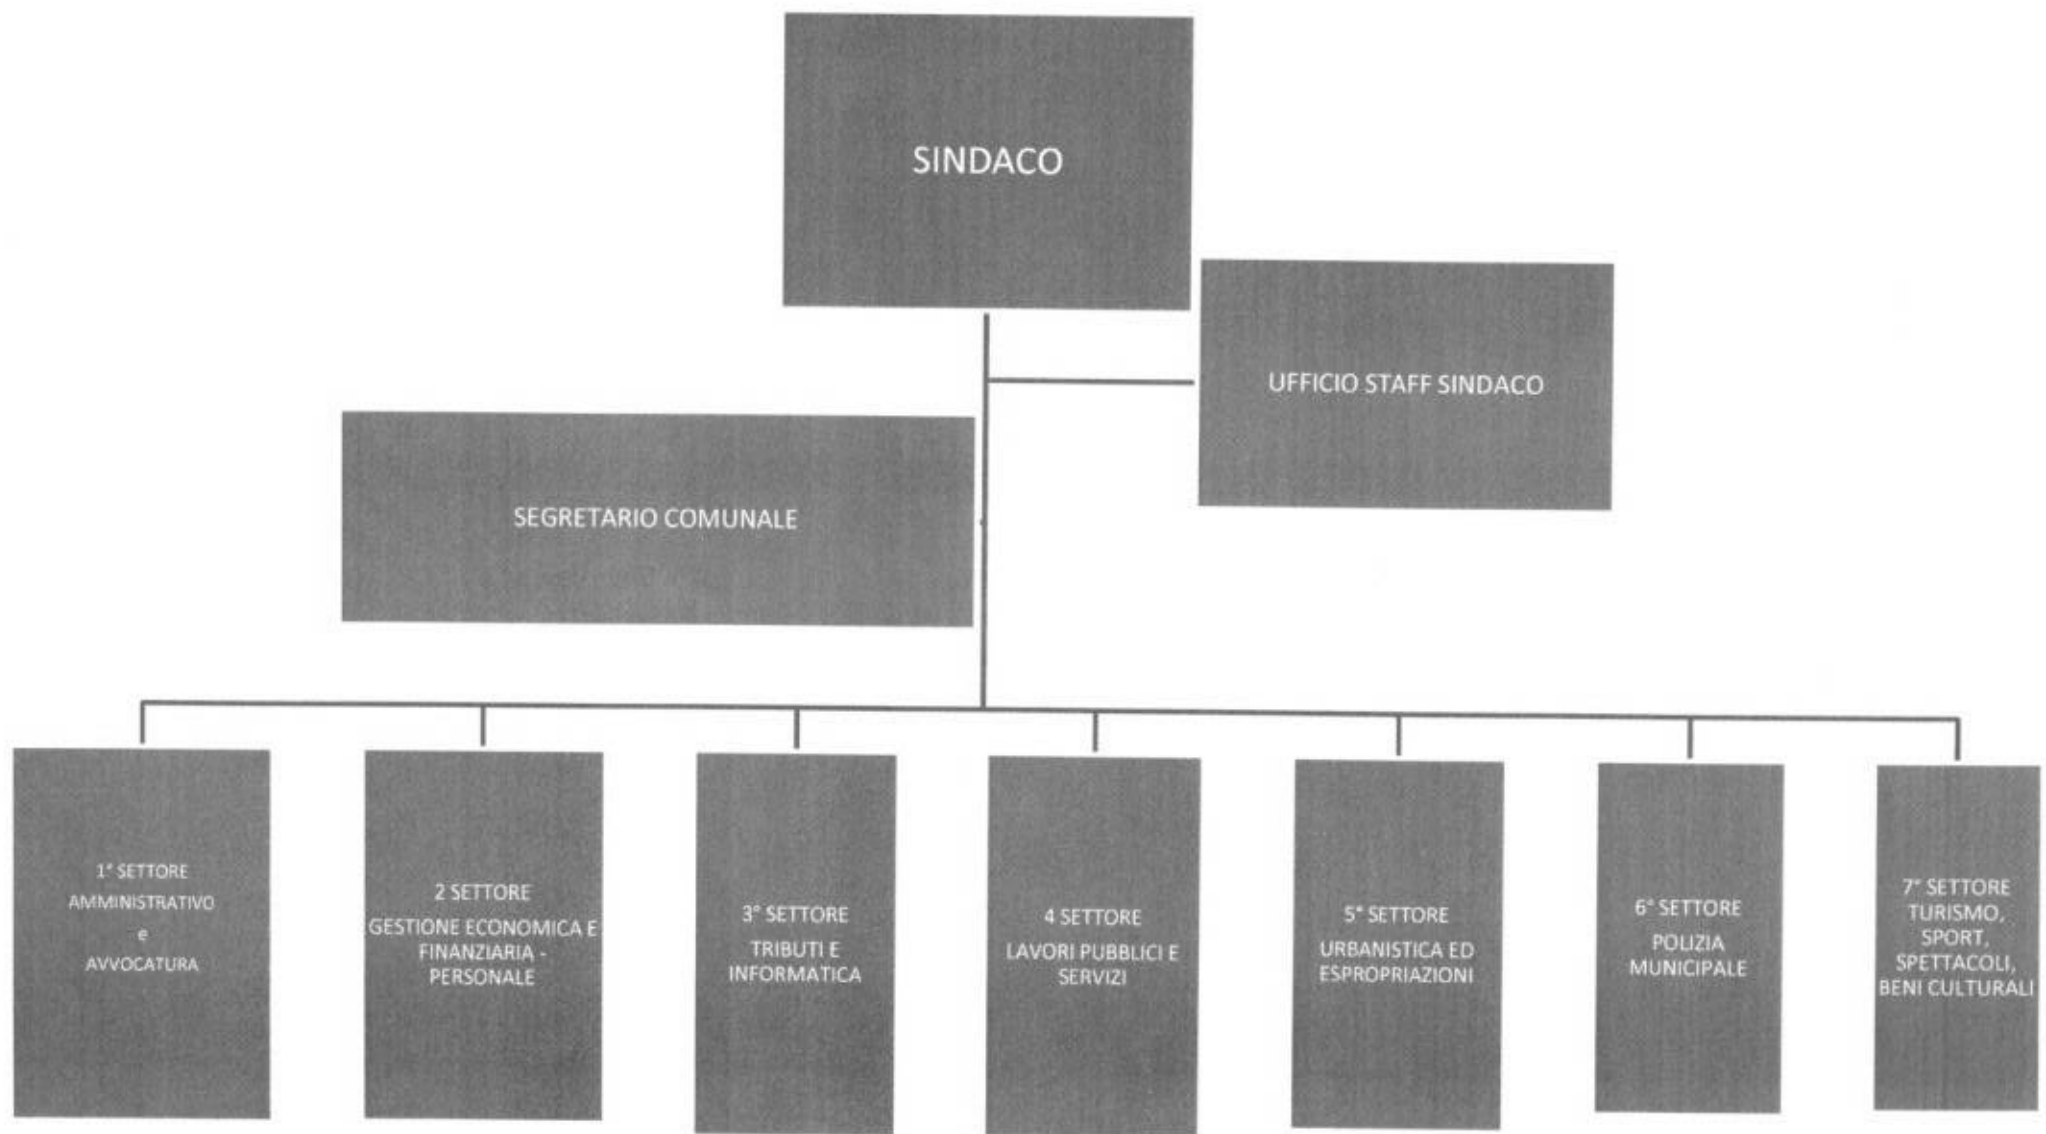 SINDACO
UFFICIO STAFF SINDACO
SEGRETARIO COMUNALE
1° SETTORE
AMMINISTRATIVO
e
AVVOCATURA
2 SETTORE
GESTIONE ECONOMICA E
FINANZIARIA -
PERSONALE
3° SETTORE
TRIBUTI E
INFORMATICA
4 SETTORE
LAVORI PUBBLICI E
SERVIZI
5° SETTORE
URBANISTICA ED
ESPROPRIAZIONI
6° SETTORE
POLIZIA
MUNICIPALE
7° SETTORE
TURISMO,
SPORT,
SPETTACOLI,
BENI CULTURALI